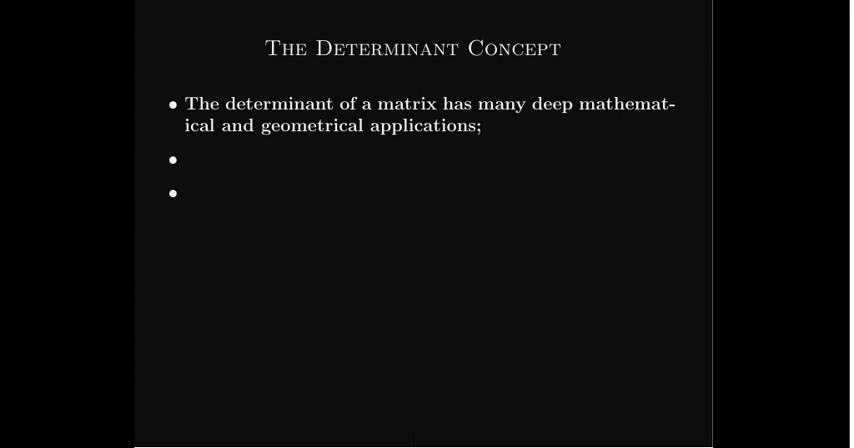 The Determinant Concept
• The determinant of a matrix has many deep mathemat-
ical and geometrical applications;
•
•